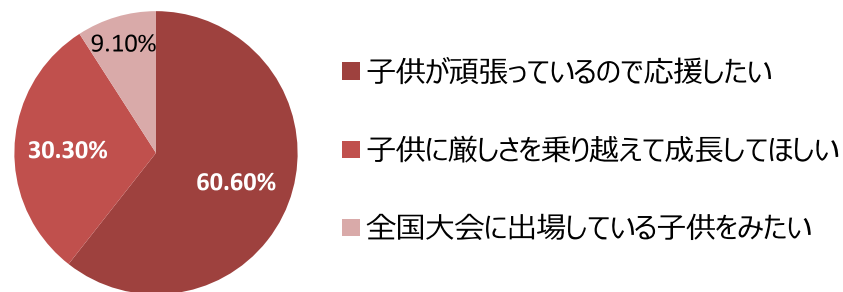 9.10%
30.30%
60.60%
子供が頑張っているので応援したい
子供に厳しさを乗り越えて成長してほしい
全国大会に出場している子供をみたい